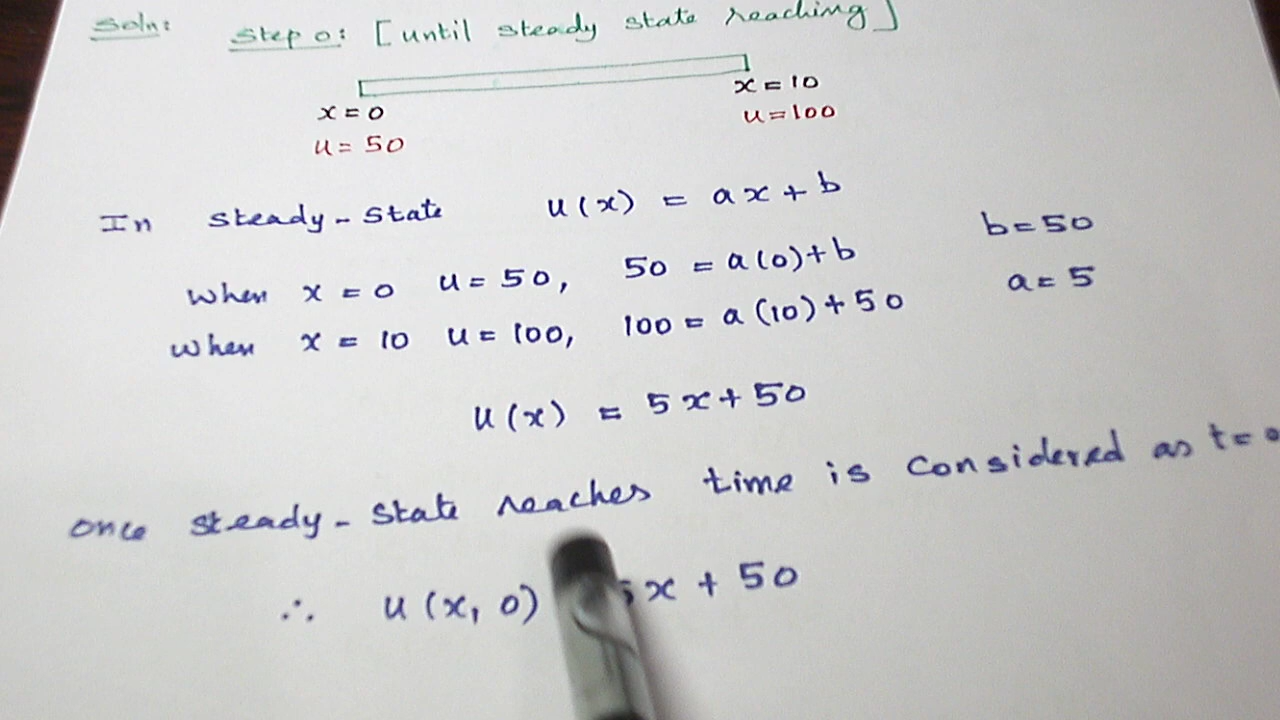 Soln: Step 0: [until steady state reaching]
x = 0 x = 10
u = 50 u = 100
In steady-state u(x) = ax + b
b = 50
when x = 0 u = 50, 50 = a(0)+b
a = 5
when x = 10 u = 100, 100 = a(10)+50
u(x) = 5x + 50
once steady-state reaches time is considered as t=0
∴ u(x, 0) 5x + 50